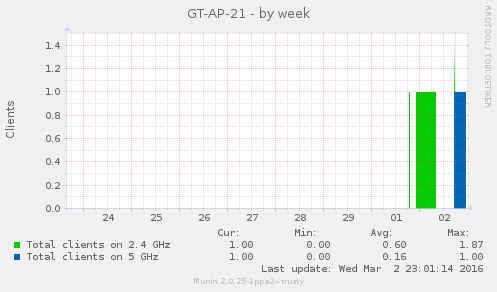 GT-AP-21 - by week
RRDTOOL / TOBI OETIKER
Clients
1.4
1.2
1.0
0.8
0.6
0.4
0.2
0.0
24 25 26 27 28 29 01 02
Cur: Min: Avg: Max:
Total clients on 2.4 GHz 1.00 0.00 0.60 1.87
Total clients on 5 GHz 1.00 0.00 0.16 1.00
Last update: Wed Mar 2 23:01:14 2016
Munin 2.0.25-1ppa2~trusty